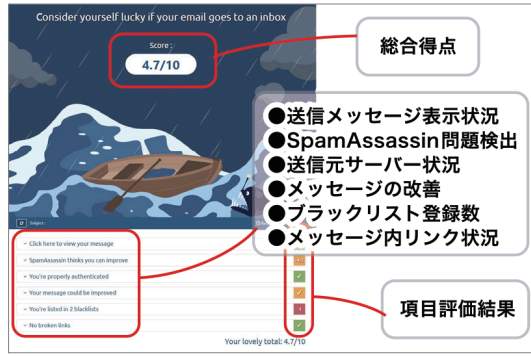 Consider yourself lucky if your email goes to an inbox
Score :
4.7/10
総合得点
●送信メッセージ表示状況
●SpamAssassin問題検出
●送信元サーバー状況
●メッセージの改善
●ブラックリスト登録数
●メッセージ内リンク状況
Subject :
Click here to view your message
SpamAssassin thinks you can improve
You're properly authenticated
Your message could be improved
You're listed in 2 blacklists
No broken links
項目評価結果
Your lovely total: 4.7/10